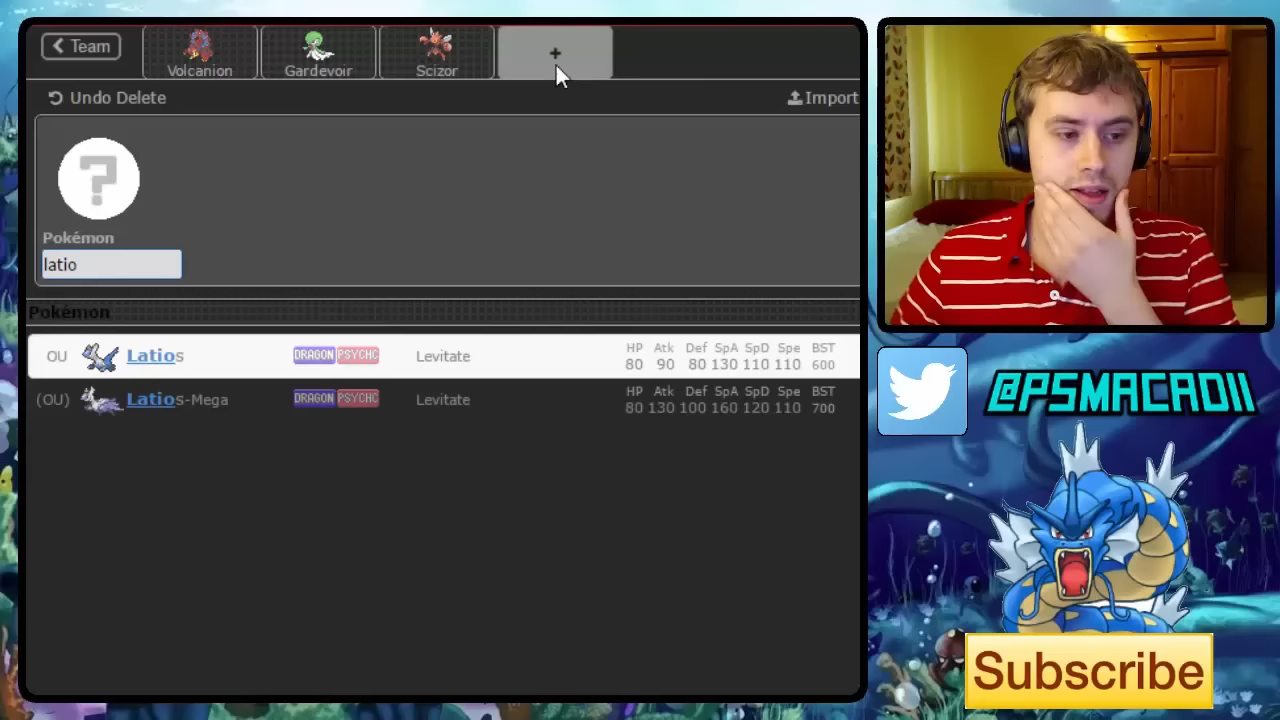 Team
Volcanion
Gardevoir
Scizor
+
Undo Delete
Import
?
Pokémon
latio
Pokémon
OU Latios DRAGON PSYCHC Levitate HP 80 Atk 90 Def 80 SpA 130 SpD 110 Spe 110 BST 600
(OU) Latios-Mega DRAGON PSYCHC Levitate HP 80 Atk 130 Def 100 SpA 160 SpD 120 Spe 110 BST 700
@PSMACADII
Subscribe